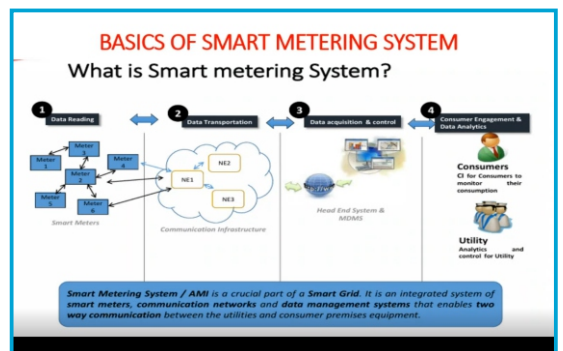 BASICS OF SMART METERING SYSTEM
What is Smart metering System?
1
Data Reading
2
Data Transportation
3
Data acquisition & control
4
Consumer Engagement &
Data Analytics
Meter
3
Meter
1
Meter
4
Meter
2
Meter
5
Meter
6
Smart Meters
NE2
NE1
NE3
Communication Infrastructure
Head End System &
MDMS
Consumers
CI for Consumers to
monitor their
consumption
Utility
Analytics and
control for Utility
Smart Metering System / AMI is a crucial part of a Smart Grid. It is an integrated system of
smart meters, communication networks and data management systems that enables two
way communication between the utilities and consumer premises equipment.